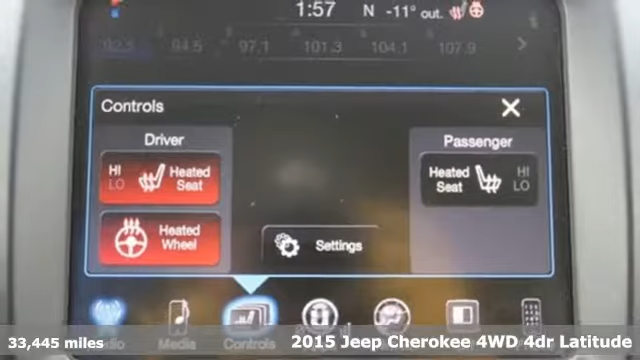 1:57 N -11° out.
92.5 94.5 97.1 101.3 104.1 107.9
Controls
Driver
Passenger
HI LO Heated Seat
Heated Seat HI LO
Heated Wheel
Settings
Media Controls
33,445 miles
2015 Jeep Cherokee 4WD 4dr Latitude